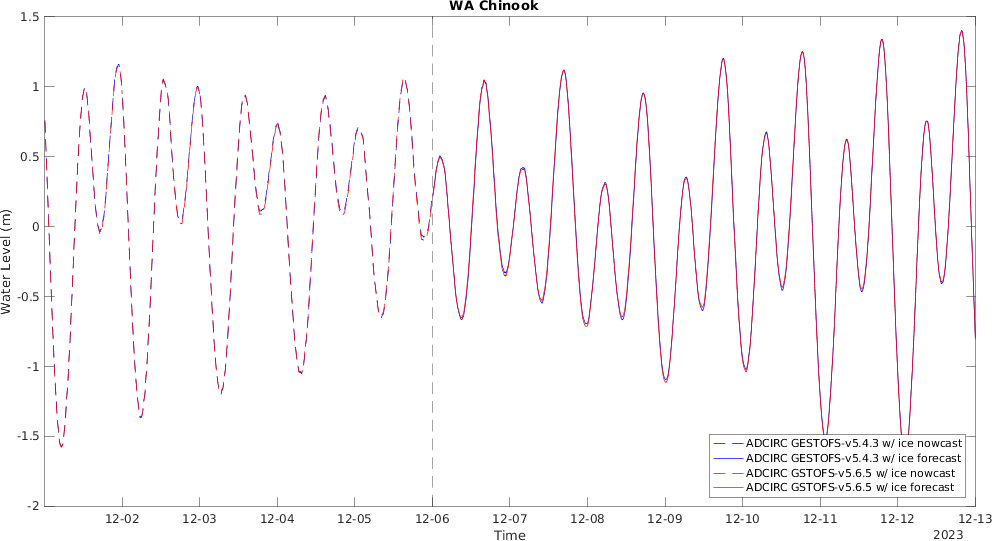 WA Chinook
1.5
1
0.5
0
-0.5
-1
-1.5
-2
Water Level (m)
ADCIRC GESTOFS-v5.4.3 w/ ice nowcast
ADCIRC GESTOFS-v5.4.3 w/ ice forecast
ADCIRC GSTOFS-v5.6.5 w/ ice nowcast
ADCIRC GSTOFS-v5.6.5 w/ ice forecast
12-02 12-03 12-04 12-05 12-06 12-07 12-08 12-09 12-10 12-11 12-12 12-13
Time
2023